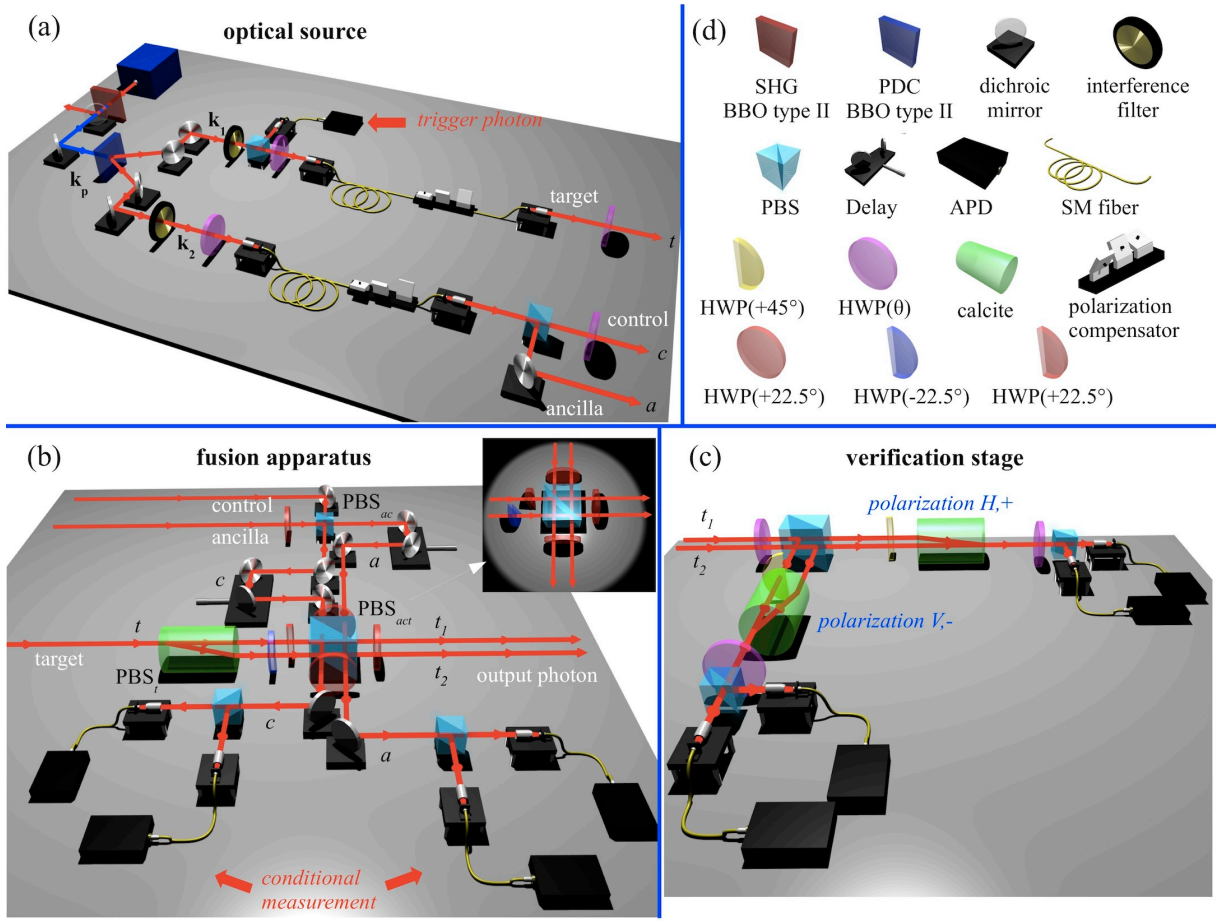 (a)
optical source
k₁
trigger photon
kₚ
k₂
target
t
control
c
ancilla
a
(d)
SHG
BBO type II
PDC
BBO type II
dichroic
mirror
interference
filter
PBS
Delay
APD
SM fiber
HWP(+45°)
HWP(θ)
calcite
polarization
compensator
HWP(+22.5°)
HWP(-22.5°)
HWP(+22.5°)
(b)
fusion apparatus
control
ancilla
PBS_ac
a
c
PBS_act
t
target
t₁
t₂
output photon
PBS_t
c
a
conditional
measurement
(c)
verification stage
t₁
t₂
polarization H,+
polarization V,-